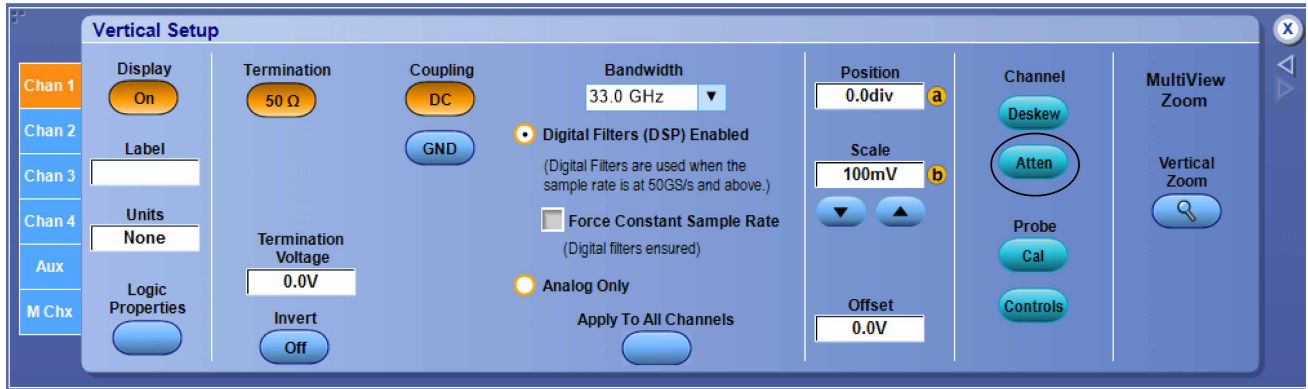 Vertical Setup
X
Chan 1
Chan 2
Chan 3
Chan 4
Aux
M Chx
Display
On
Label
Units
None
Logic
Properties
Termination
50 Ω
Termination
Voltage
0.0V
Invert
Off
Coupling
DC
GND
Bandwidth
33.0 GHz
Digital Filters (DSP) Enabled
(Digital Filters are used when the
sample rate is at 50GS/s and above.)
Force Constant Sample Rate
(Digital filters ensured)
Analog Only
Apply To All Channels
Position
0.0div a
Scale
100mV b
Offset
0.0V
Channel
Deskew
Atten
Probe
Cal
Controls
MultiView
Zoom
Vertical
Zoom